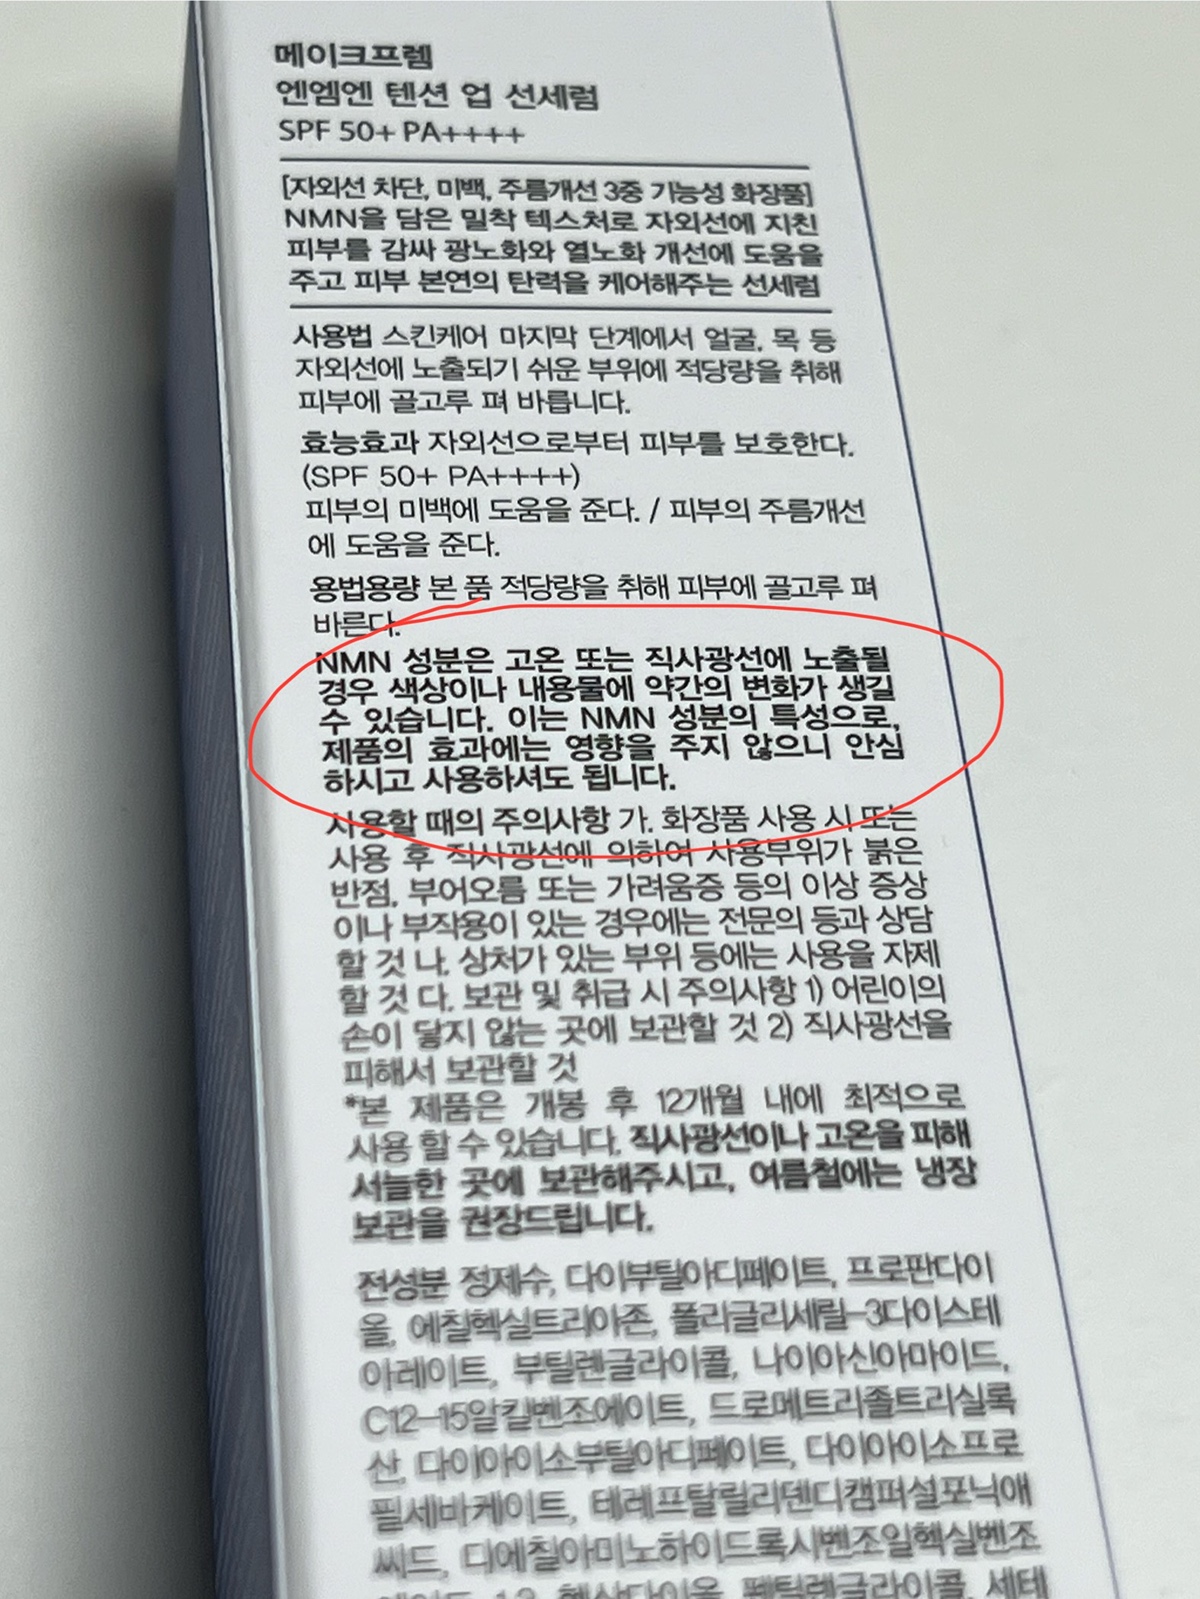 메이크프렘
엔엠엔 텐션 업 선세럼
SPF 50+ PA++++
[자외선 차단, 미백, 주름개선 3중 기능성 화장품]
NMN을 담은 밀착 텍스처로 자외선에 지친
피부를 감싸 광노화와 열노화 개선에 도움을
주고 피부 본연의 탄력을 케어해주는 선세럼
사용법 스킨케어 마지막 단계에서 얼굴, 목 등
자외선에 노출되기 쉬운 부위에 적당량을 취해
피부에 골고루 펴 바릅니다.
효능효과 자외선으로부터 피부를 보호한다.
(SPF 50+ PA++++)
피부의 미백에 도움을 준다. / 피부의 주름개선
에 도움을 준다.
용법용량 본 품 적당량을 취해 피부에 골고루 펴
바른다.
NMN 성분은 고온 또는 직사광선에 노출될
경우 색상이나 내용물에 약간의 변화가 생길
수 있습니다. 이는 NMN 성분의 특성으로,
제품의 효과에는 영향을 주지 않으니 안심
하시고 사용하셔도 됩니다.
사용할 때의 주의사항 가. 화장품 사용 시 또는
사용 후 직사광선에 의하여 사용부위가 붉은
반점, 부어오름 또는 가려움증 등의 이상 증상
이나 부작용이 있는 경우에는 전문의 등과 상담
할 것 나. 상처가 있는 부위 등에는 사용을 자제
할 것 다. 보관 및 취급 시 주의사항 1) 어린이의
손이 닿지 않는 곳에 보관할 것 2) 직사광선을
피해서 보관할 것
*본 제품은 개봉 후 12개월 내에 최적으로
사용 할 수 있습니다. 직사광선이나 고온을 피해
서늘한 곳에 보관해주시고, 여름철에는 냉장
보관을 권장드립니다.
전성분 정제수, 다이부틸아디페이트, 프로판다이
올, 에칠헥실트리아존, 폴리글리세릴-3다이스테
아레이트, 부틸렌글라이콜, 나이아신아마이드,
C12-15알킬벤조에이트, 드로메트리졸트리실록
산, 다이아이소부틸아디페이트, 다이아이소프로
필세바케이트, 테레프탈릴리덴디캠퍼설포닉애
씨드, 디에칠아미노하이드록시벤조일헥실벤조
에이트, 1,2-헥산다이올, 펜틸렌글라이콜, 세테